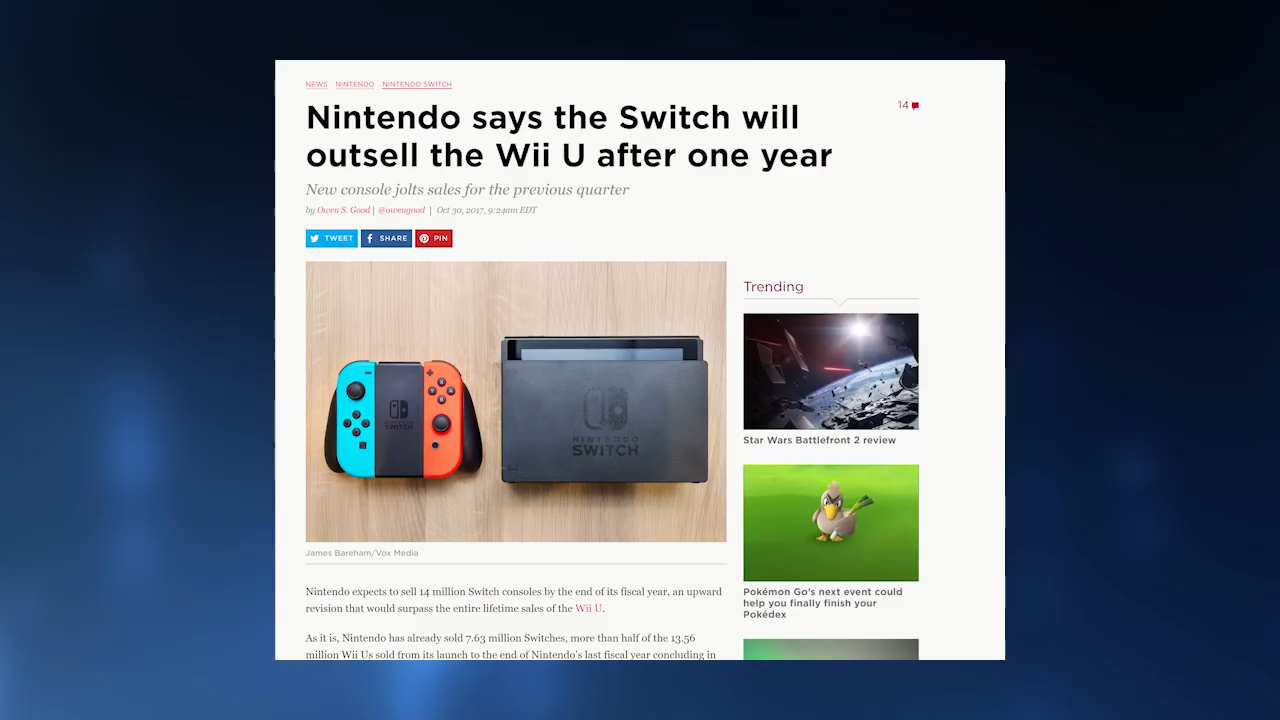 NEWS NINTENDO NINTENDO SWITCH
Nintendo says the Switch will
outsell the Wii U after one year
14
New console jolts sales for the previous quarter
by Owen S. Good | @owengood | Oct 30, 2017, 9:24am EDT
TWEET SHARE PIN
NINTENDO
SWITCH
NINTENDO
SWITCH
James Bareham/Vox Media
Nintendo expects to sell 14 million Switch consoles by the end of its fiscal year, an upward
revision that would surpass the entire lifetime sales of the Wii U.
As it is, Nintendo has already sold 7.63 million Switches, more than half of the 13.56
million Wii Us sold from its launch to the end of Nintendo's last fiscal year concluding in
Trending
Star Wars Battlefront 2 review
Pokémon Go's next event could
help you finally finish your
Pokédex